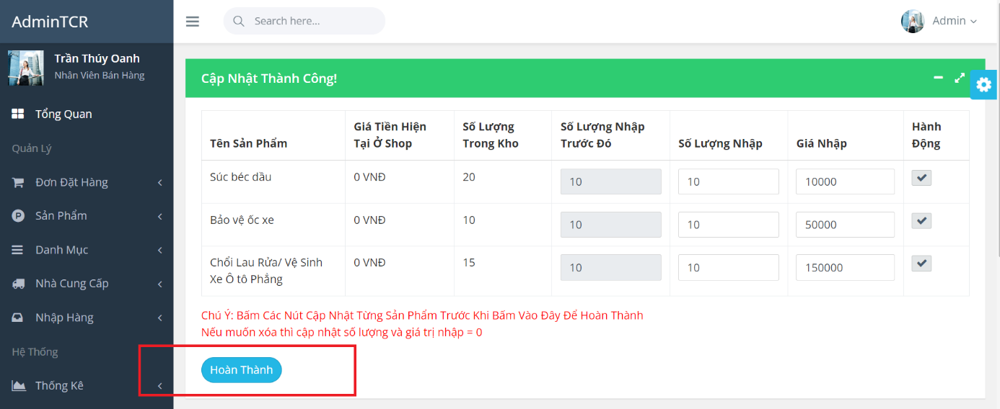 AdminTCR
Search here...
Admin
Trần Thúy Oanh
Nhân Viên Bán Hàng
Tổng Quan
Quản Lý
Đơn Đặt Hàng
Sản Phẩm
Danh Mục
Nhà Cung Cấp
Nhập Hàng
Hệ Thống
Thống Kê
Cập Nhật Thành Công!
Tên Sản Phẩm
Giá Tiền Hiện
Tại Ở Shop
Số Lượng
Trong Kho
Số Lượng Nhập
Trước Đó
Số Lượng Nhập
Giá Nhập
Hành
Động
Súc béc dầu
0 VNĐ
20
10
10
10000
Bảo vệ ốc xe
0 VNĐ
10
10
10
50000
Chổi Lau Rửa/ Vệ Sinh
Xe Ô tô Phẳng
0 VNĐ
15
10
10
150000
Chú Ý: Bấm Các Nút Cập Nhật Từng Sản Phẩm Trước Khi Bấm Vào Đây Để Hoàn Thành
Nếu muốn xóa thì cập nhật số lượng và giá trị nhập = 0
Hoàn Thành